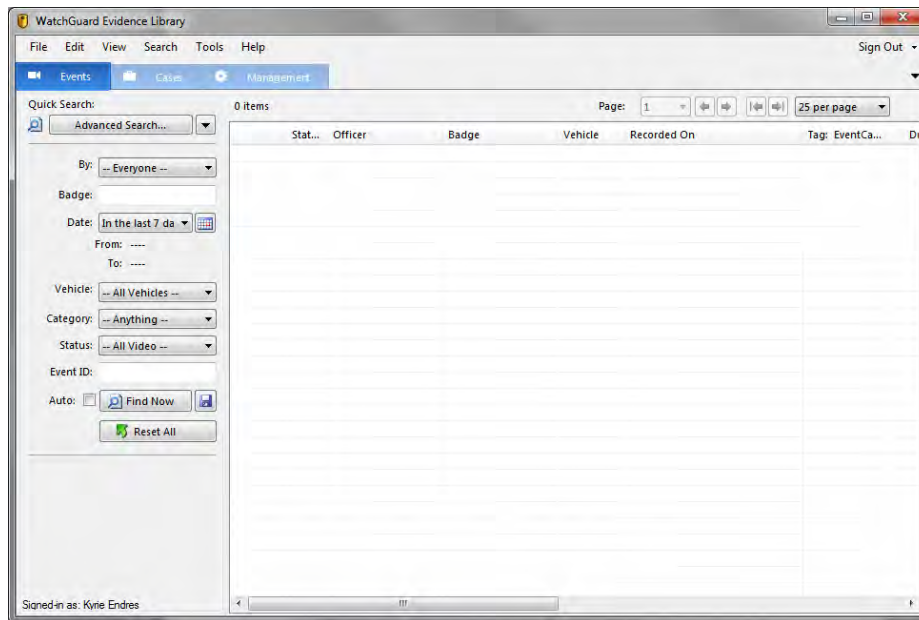 WatchGuard Evidence Library
File Edit View Search Tools Help Sign Out
Events Cases Management
Quick Search: 0 items Page: 1 25 per page
Advanced Search...
Stat... Officer Badge Vehicle Recorded On Tag: EventCa... Du
By: -- Everyone --
Badge:
Date: In the last 7 da
From: ----
To: ----
Vehicle: -- All Vehicles --
Category: -- Anything --
Status: -- All Video --
Event ID:
Auto: Find Now
Reset All
Signed-in as: Kyrie Endres